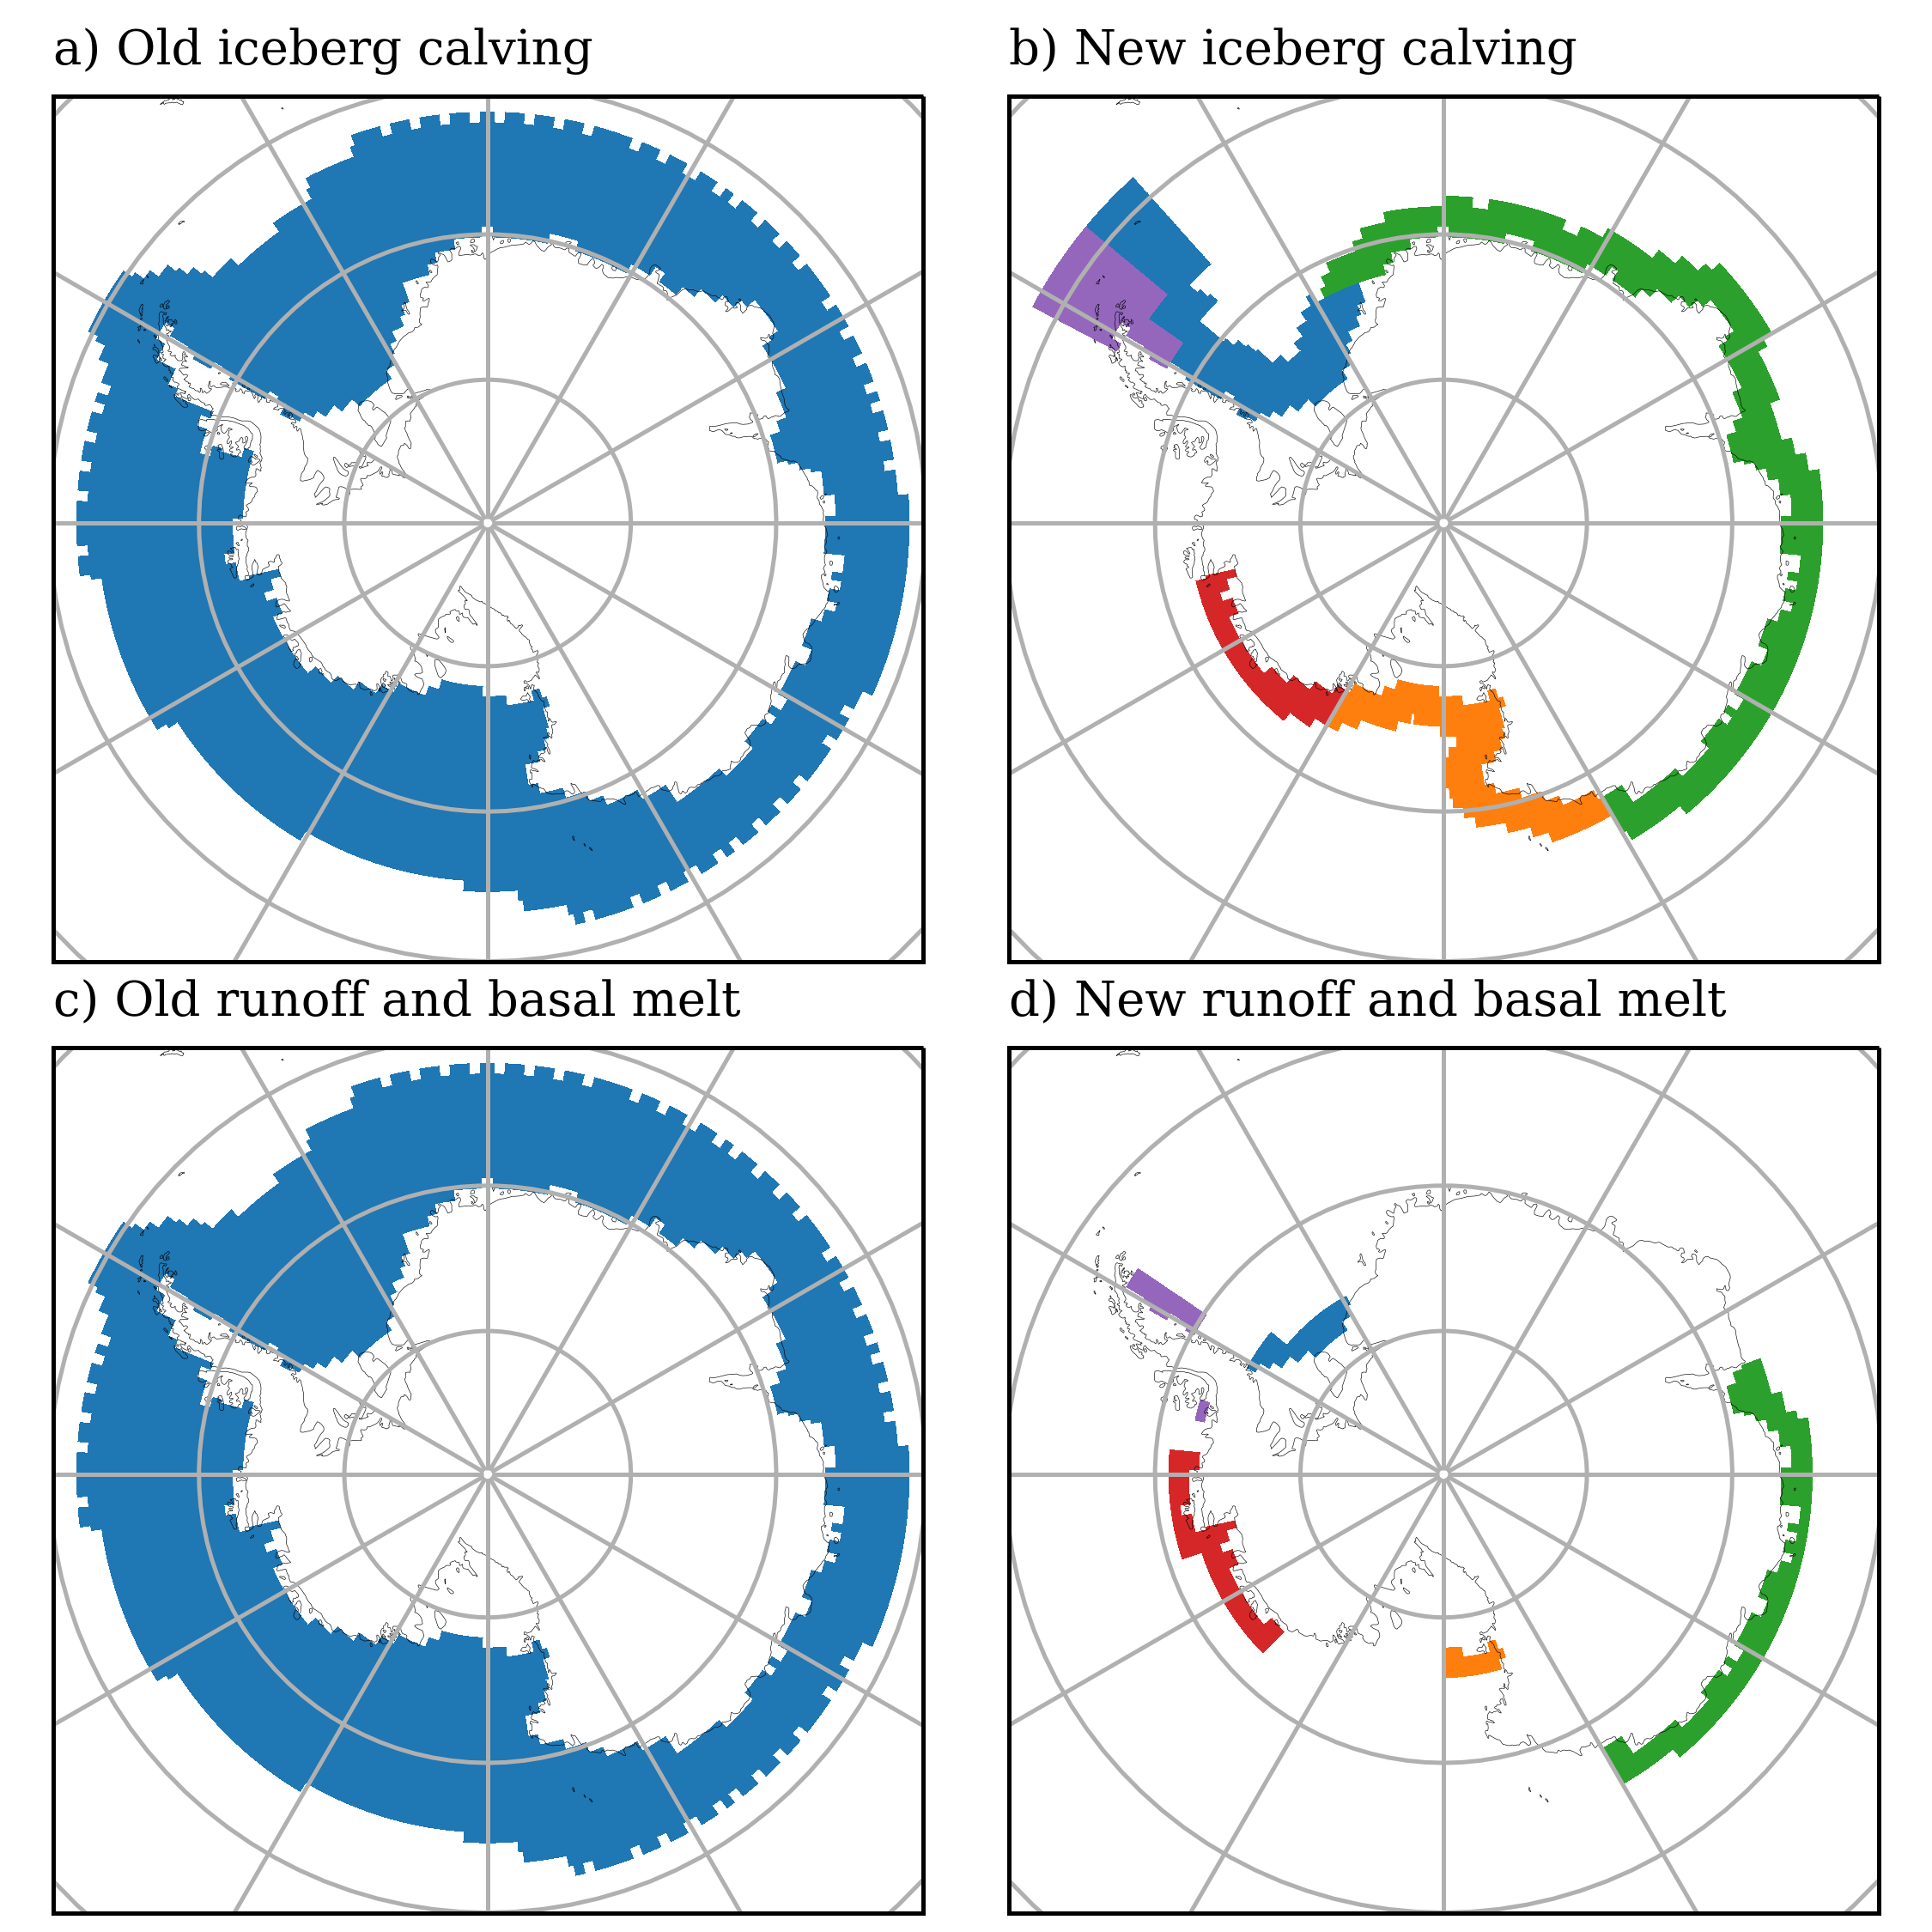 a) Old iceberg calving
b) New iceberg calving
c) Old runoff and basal melt
d) New runoff and basal melt